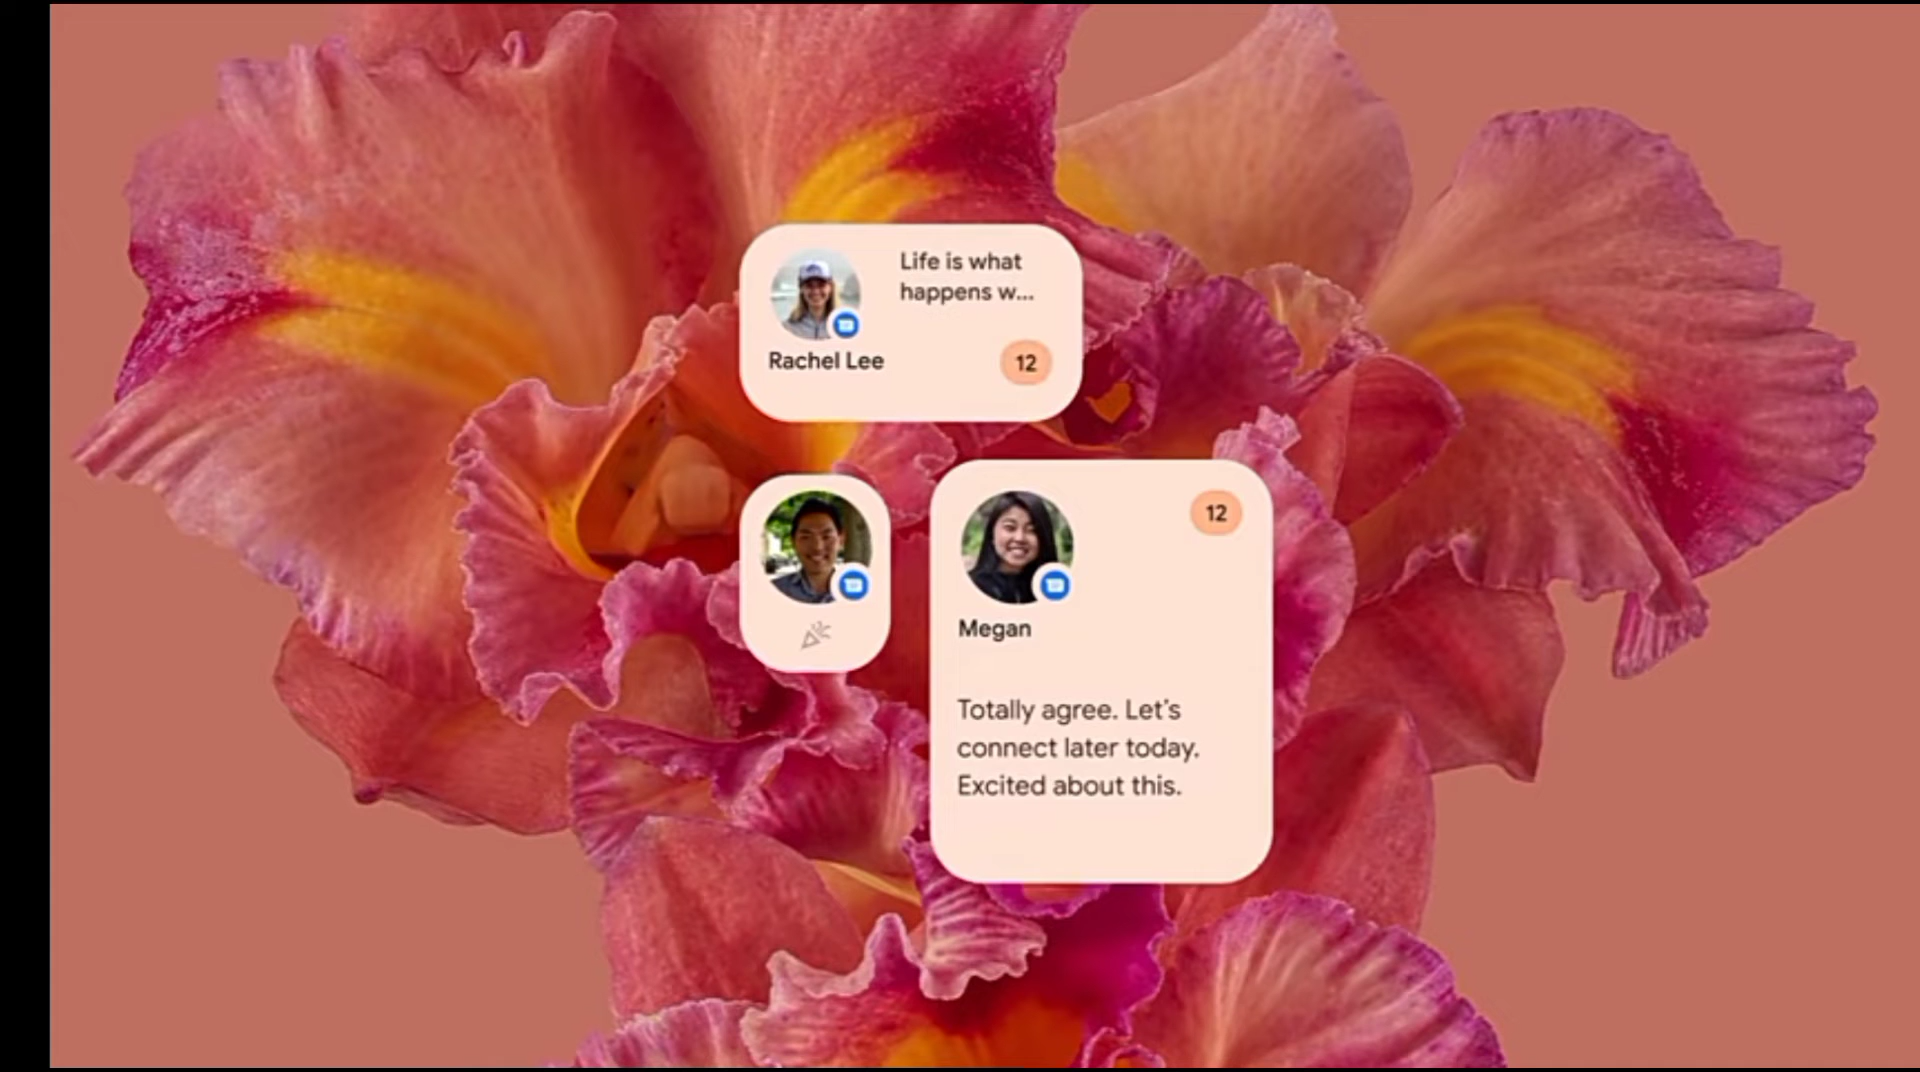 Life is what
happens w...
Rachel Lee
12
12
Megan
Totally agree. Let's
connect later today.
Excited about this.